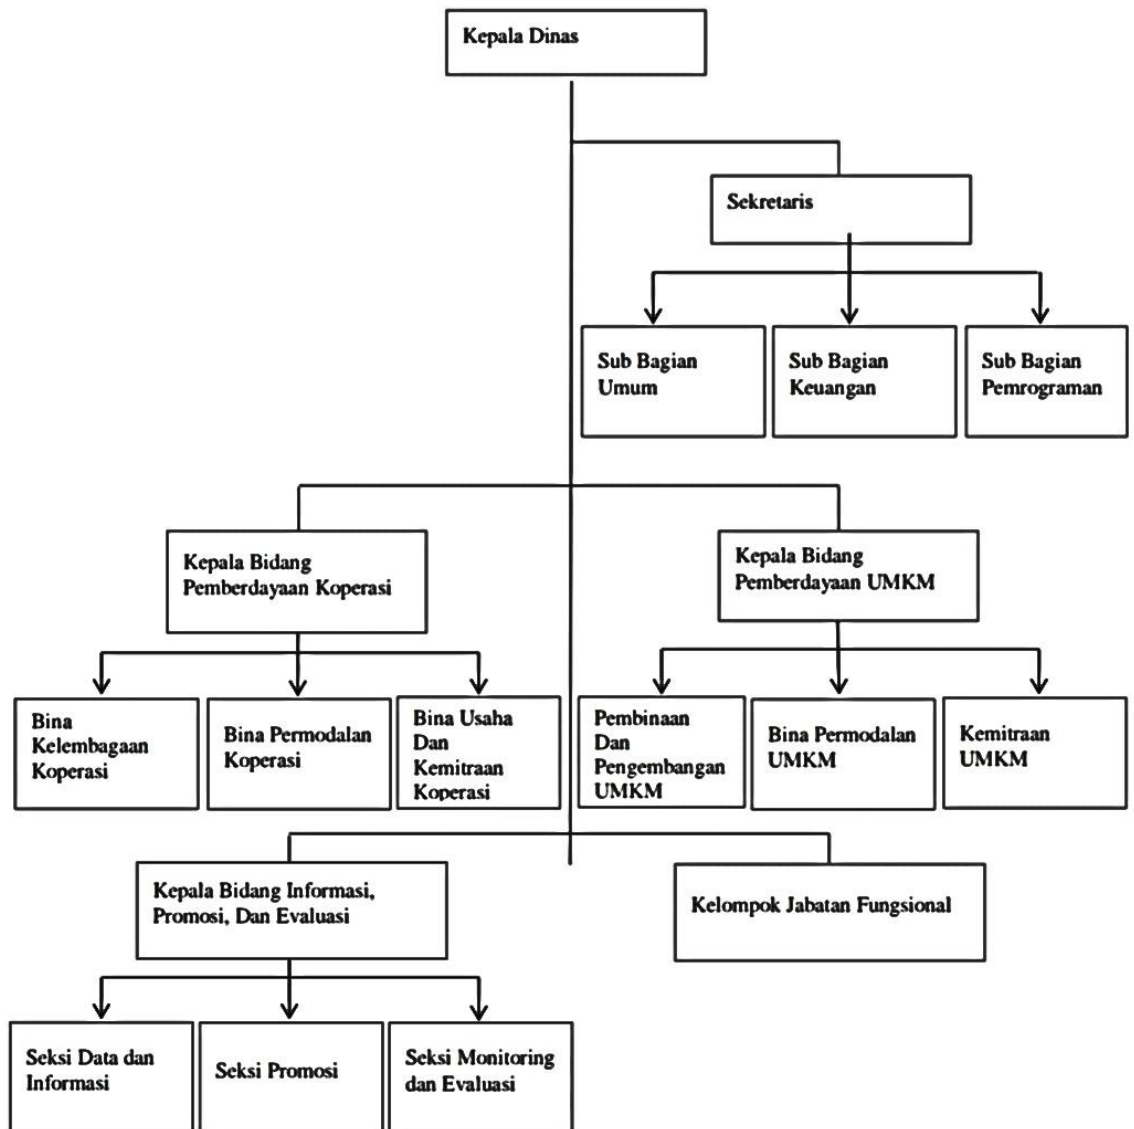 Kepala Dinas
Sekretaris
Sub Bagian
Umum
Sub Bagian
Keuangan
Sub Bagian
Pemrograman
Kepala Bidang
Pemberdayaan Koperasi
Kepala Bidang
Pemberdayaan UMKM
Bina
Kelembagaan
Koperasi
Bina Permodalan
Koperasi
Bina Usaha
Dan
Kemitraan
Koperasi
Pembinaan
Dan
Pengembangan
UMKM
Bina Permodalan
UMKM
Kemitraan
UMKM
Kepala Bidang Informasi,
Promosi, Dan Evaluasi
Kelompok Jabatan Fungsional
Seksi Data dan
Informasi
Seksi Promosi
Seksi Monitoring
dan Evaluasi